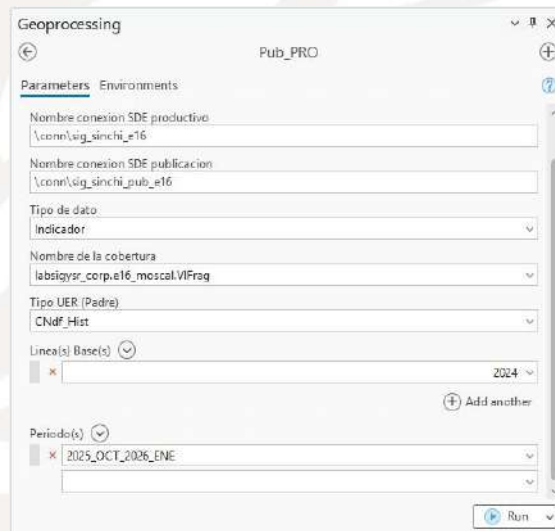 Geoprocessing
Pub_PRO
Parameters Environments
Nombre conexion SDE productivo
\conn\sig_sinchi_e16
Nombre conexion SDE publicacion
\conn\sig_sinchi_pub_e16
Tipo de dato
Indicador
Nombre de la cobertura
labsigysr_corp.e16_moscal.VIFrag
Tipo UER (Padre)
CNdf_Hist
Linea(s) Base(s)
2024
Add another
Periodo(s)
2025_OCT_2026_ENE
Run